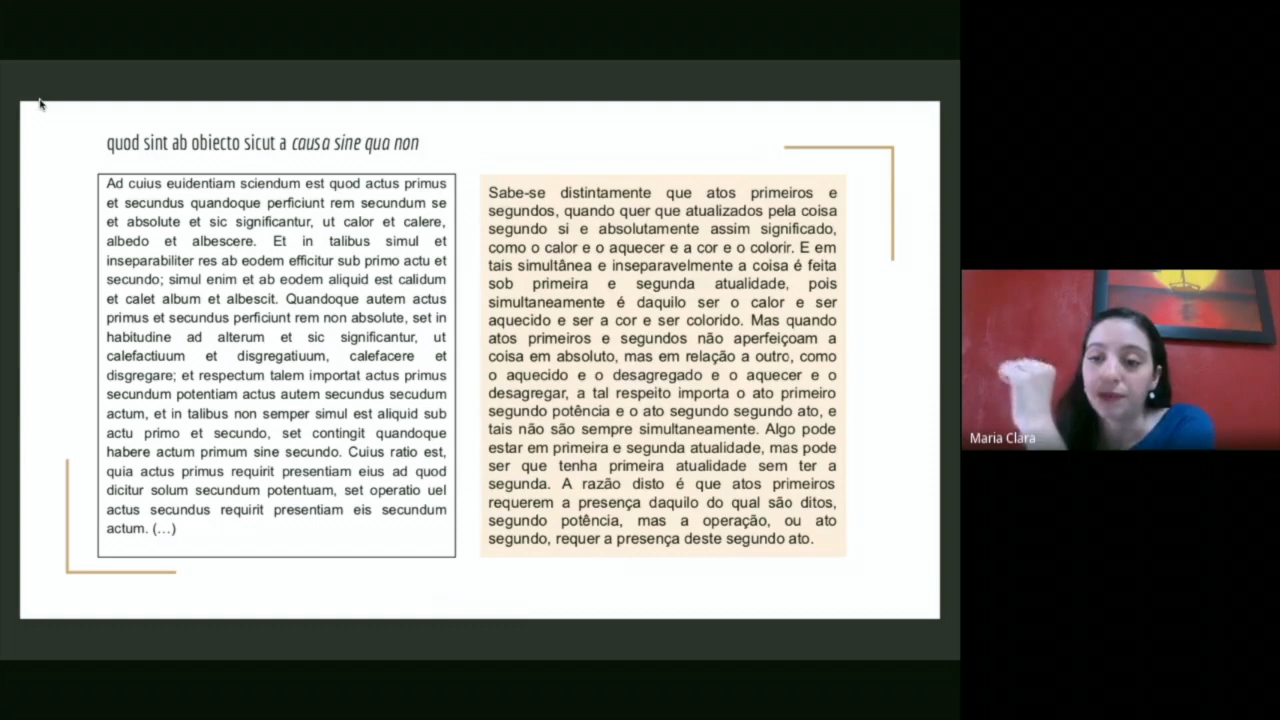 quod sint ab obiecto sicut a causa sine qua non
Ad cuius euidentiam sciendum est quod actus primus
et secundus quandoque perficiunt rem secundum se
et absolute et sic significantur, ut calor et calere,
albedo et albescere. Et in talibus simul et
inseparabiliter res ab eodem efficitur sub primo actu et
secundo; simul enim et ab eodem aliquid est calidum
et calet album et albescit. Quandoque autem actus
primus et secundus perficiunt rem non absolute, set in
habitudine ad alterum et sic significantur, ut
calefactiuum et disgregatiuum, calefacere et
disgregare; et respectum talem importat actus primus
secundum potentiam actus autem secundus secudum
actum, et in talibus non semper simul est aliquid sub
actu primo et secundo, set contingit quandoque
habere actum primum sine secundo. Cuius ratio est,
quia actus primus requirit presentiam eius ad quod
dicitur solum secundum potentuam, set operatio uel
actus secundus requirit presentiam eis secundum
actum. (...)
Sabe-se distintamente que atos primeiros e
segundos, quando quer que atualizados pela coisa
segundo si e absolutamente assim significado,
como o calor e o aquecer e a cor e o colorir. E em
tais simultânea e inseparavelmente a coisa é feita
sob primeira e segunda atualidade, pois
simultaneamente é daquilo ser o calor e ser
aquecido e ser a cor e ser colorido. Mas quando
atos primeiros e segundos não aperfeiçoam a
coisa em absoluto, mas em relação a outro, como
o aquecido e o desagregado e o aquecer e o
desagregar, a tal respeito importa o ato primeiro
segundo potência e o ato segundo segundo ato, e
tais não são sempre simultaneamente. Algo pode
estar em primeira e segunda atualidade, mas pode
ser que tenha primeira atualidade sem ter a
segunda. A razão disto é que atos primeiros
requerem a presença daquilo do qual são ditos,
segundo potência, mas a operação, ou ato
segundo, requer a presença deste segundo ato.
Maria Clara